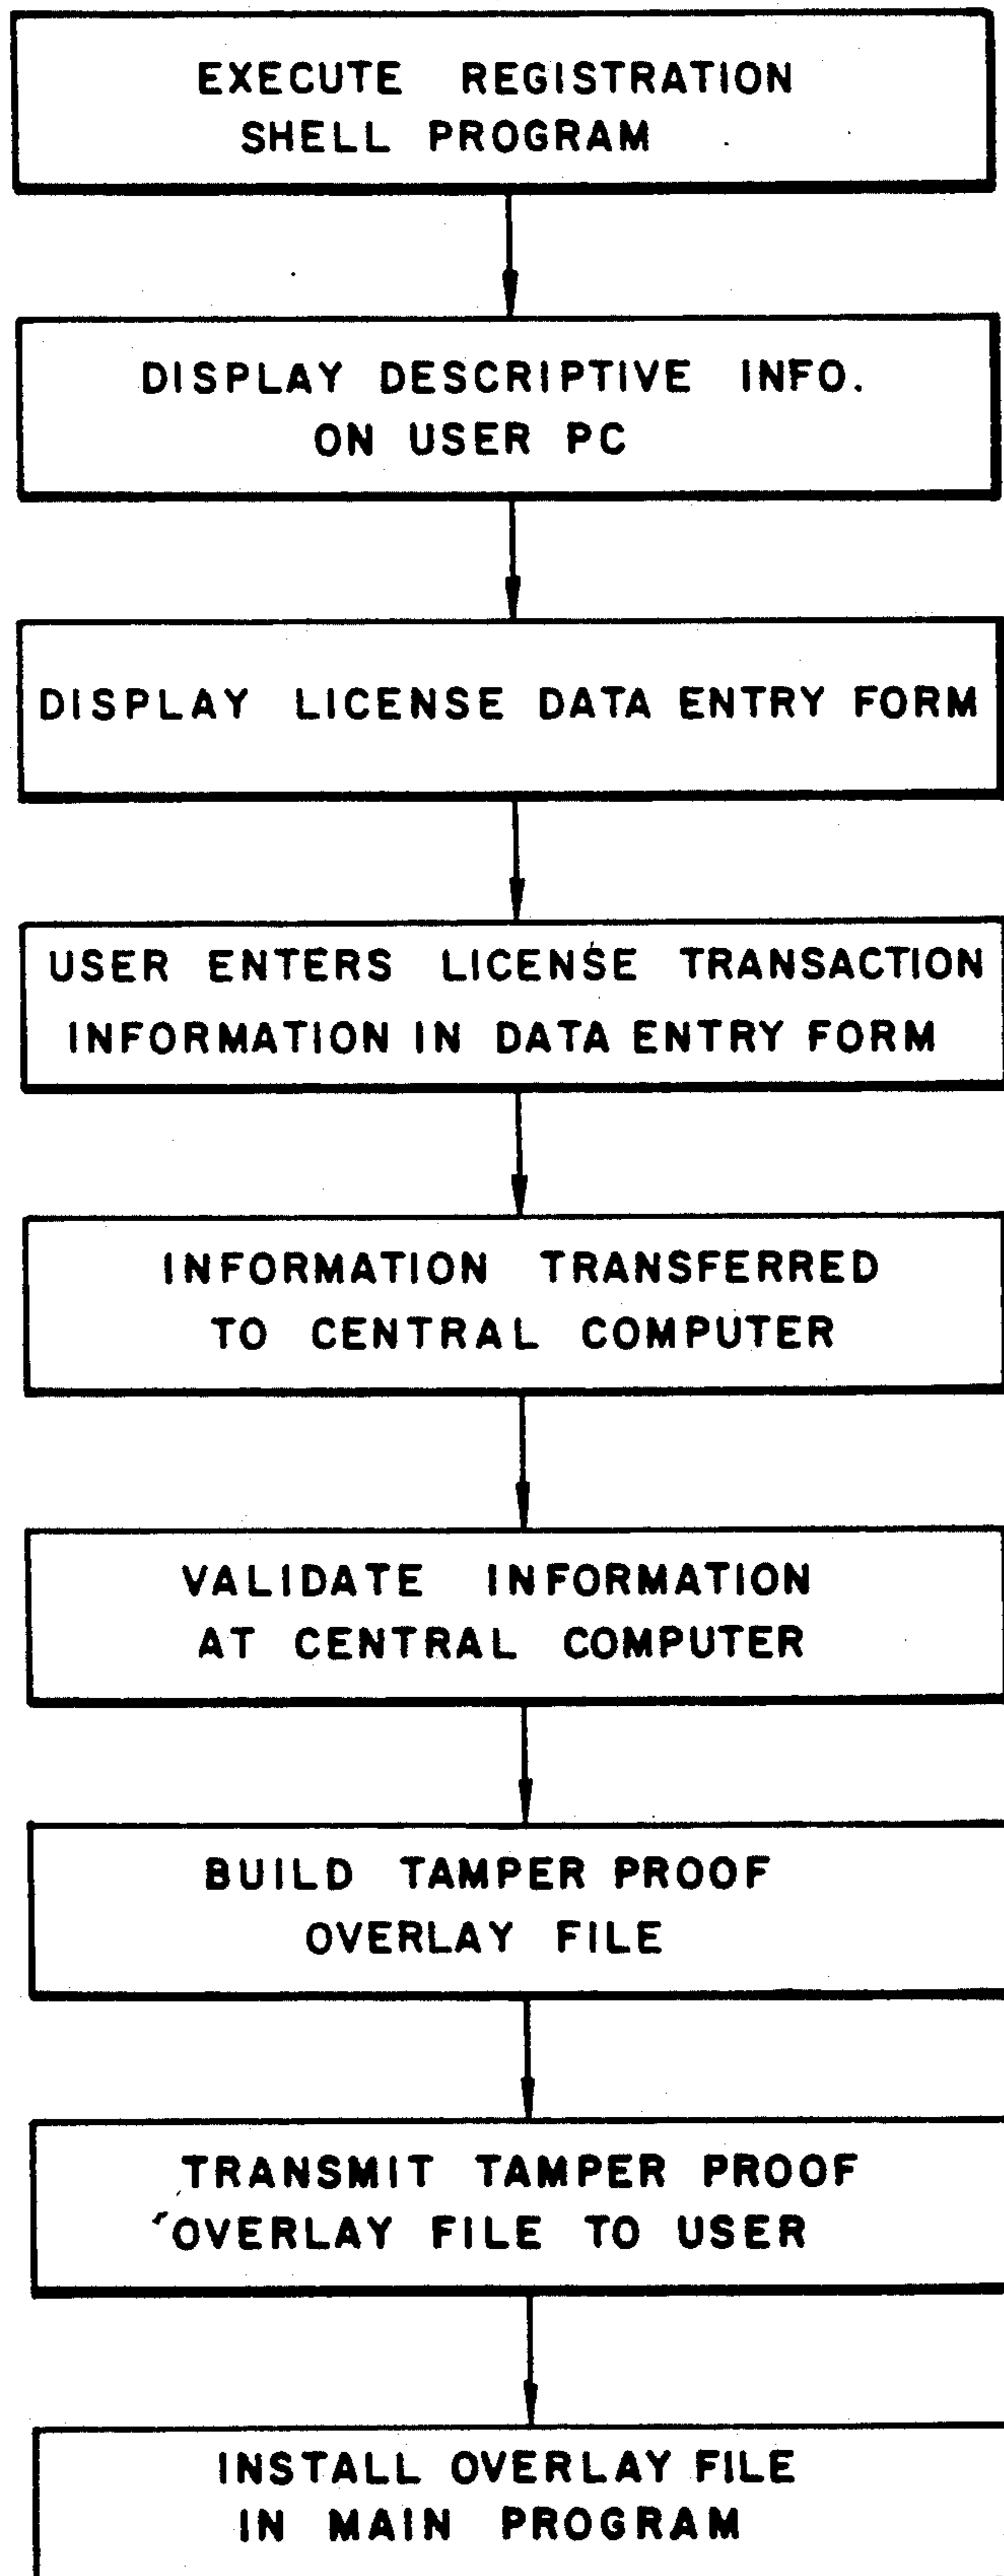 EXECUTE REGISTRATION
SHELL PROGRAM
DISPLAY DESCRIPTIVE INFO.
ON USER PC
DISPLAY LICENSE DATA ENTRY FORM
USER ENTERS LICENSE TRANSACTION
INFORMATION IN DATA ENTRY FORM
INFORMATION TRANSFERRED
TO CENTRAL COMPUTER
VALIDATE INFORMATION
AT CENTRAL COMPUTER
BUILD TAMPER PROOF
OVERLAY FILE
TRANSMIT TAMPER PROOF
OVERLAY FILE TO USER
INSTALL OVERLAY FILE
IN MAIN PROGRAM